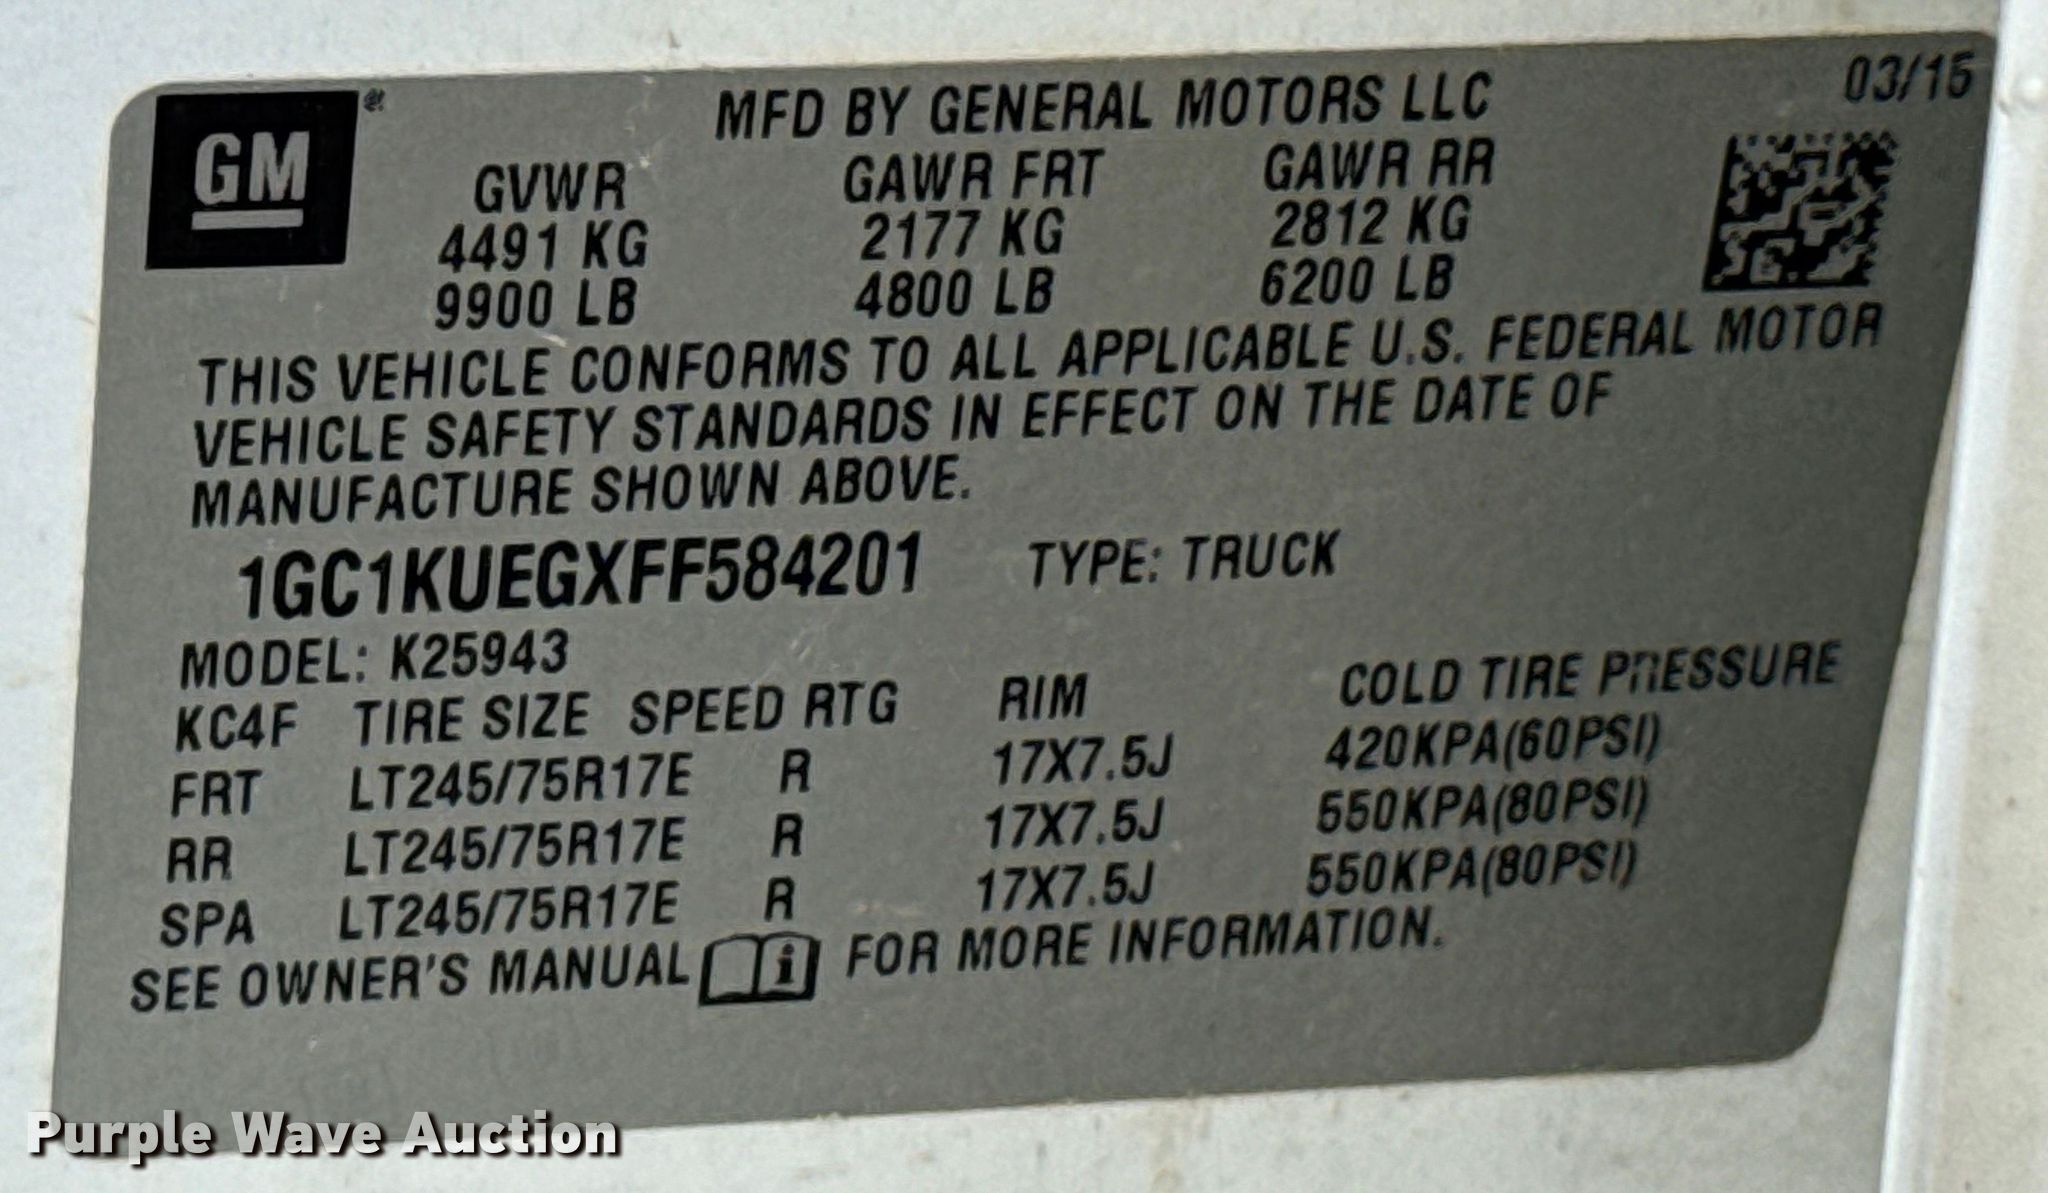 03/15
GM
MFD BY GENERAL MOTORS LLC
GVWR GAWR FRT GAWR RR
4491 KG 2177 KG 2812 KG
9900 LB 4800 LB 6200 LB
THIS VEHICLE CONFORMS TO ALL APPLICABLE U.S. FEDERAL MOTOR
VEHICLE SAFETY STANDARDS IN EFFECT ON THE DATE OF
MANUFACTURE SHOWN ABOVE.
1GC1KUEGXFF584201 TYPE: TRUCK
MODEL: K25943
KC4F TIRE SIZE SPEED RTG RIM COLD TIRE PRESSURE
FRT LT245/75R17E R 17X7.5J 420KPA(60PSI)
RR LT245/75R17E R 17X7.5J 550KPA(80PSI)
SPA LT245/75R17E R 17X7.5J 550KPA(80PSI)
SEE OWNER'S MANUAL i FOR MORE INFORMATION.
Purple Wave Auction